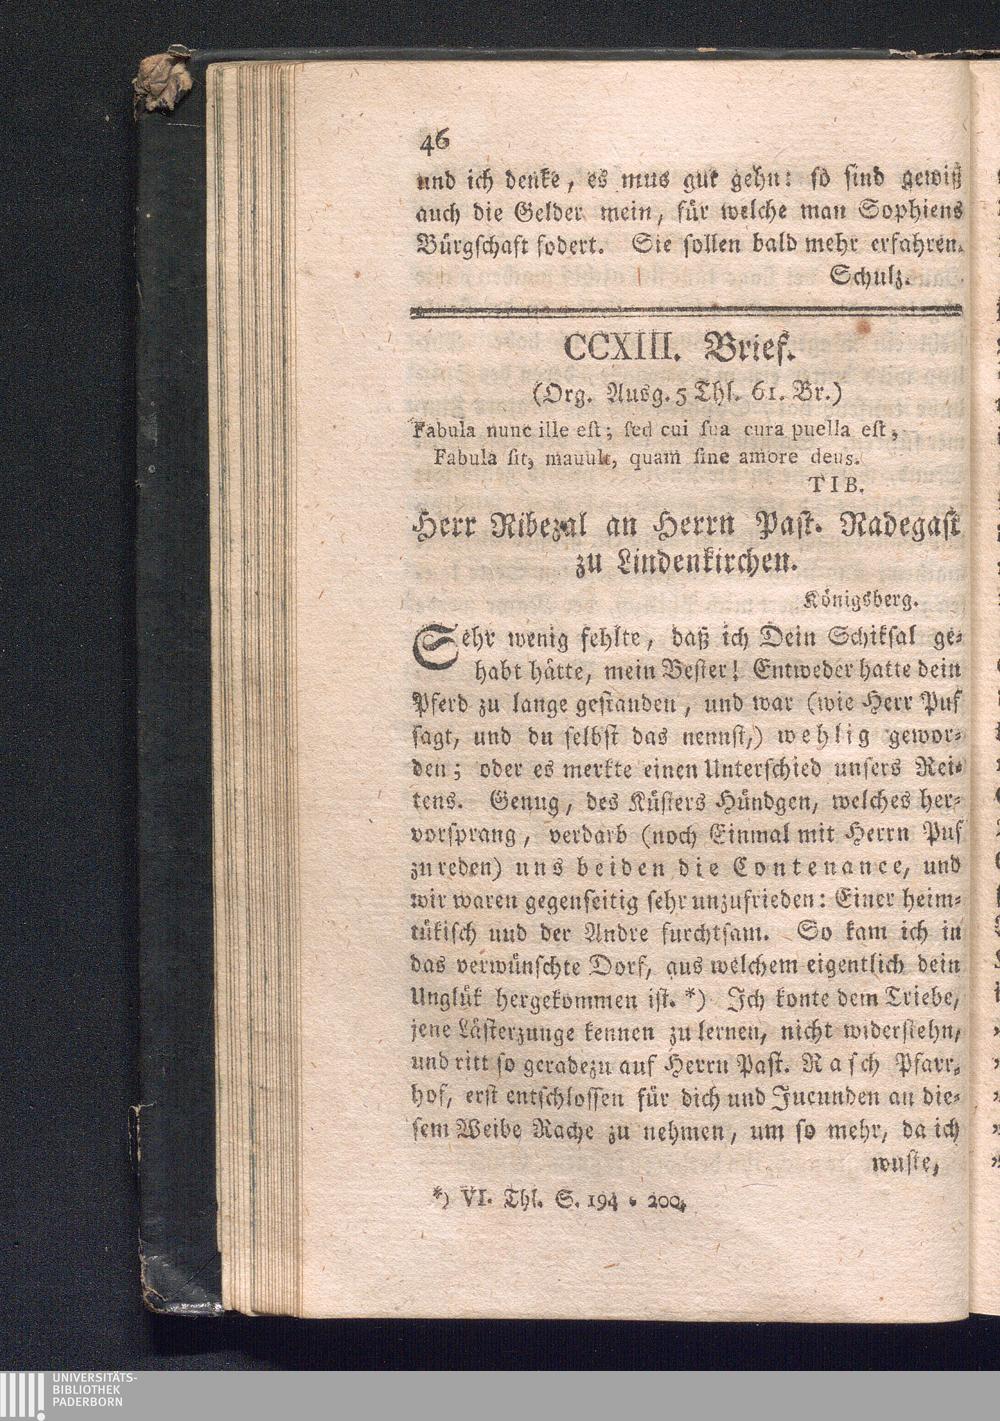 46
und ich denke, es mus gut gehn: so sind gewiß
auch die Gelder mein, für welche man Sophiens
Bürgschaft fodert. Sie sollen bald mehr erfahren.
Schulz.
CCXIII. Brief.
(Org. Ausg. 5 Thl. 61. Br.)
Fabula nunc ille eſt; ſed cui ſua cura puella eſt,
Fabula ſit, mauult, quam ſine amore deus.
TIB.
Herr Ribezal an Herrn Past. Radegast
zu Lindenkirchen.
Königsberg.
Sehr wenig fehlte, daß ich Dein Schiksal ge-
habt hätte, mein Bester! Entweder hatte dein
Pferd zu lange gestanden, und war (wie Herr Puf
sagt, und du selbst das nennst,) wehlig gewor-
den; oder es merkte einen Unterschied unsers Rei-
tens. Genug, des Küsters Hündgen, welches her-
vorsprang, verdarb (noch Einmal mit Herrn Puf
zu reden) uns beiden die Contenance, und
wir waren gegenseitig sehr unzufrieden: Einer heim-
tükisch und der Andre furchtsam. So kam ich in
das verwünschte Dorf, aus welchem eigentlich dein
Unglük hergekommen ist. *) Ich konte dem Triebe,
jene Lästerzunge kennen zu lernen, nicht widerstehn,
und ritt so geradezu auf Herrn Past. Rasch Pfarr-
hof, erst entschlossen für dich und Jucunden an die-
sem Weibe Rache zu nehmen, um so mehr, da ich
wuste,
*) VI. Thl. S. 194 - 200.
UNIVERSITÄTS-
BIBLIOTHEK
PADERBORN